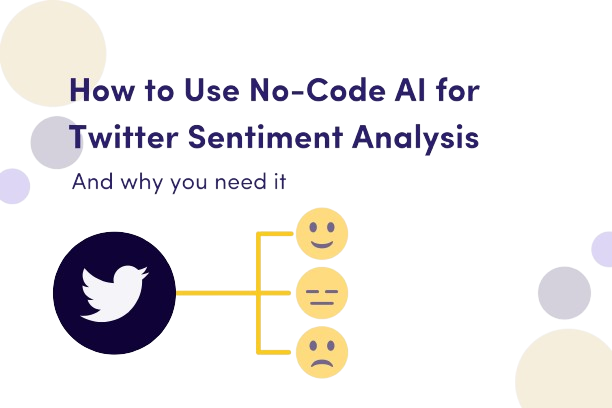 How to Use No-Code AI for
Twitter Sentiment Analysis
And why you need it